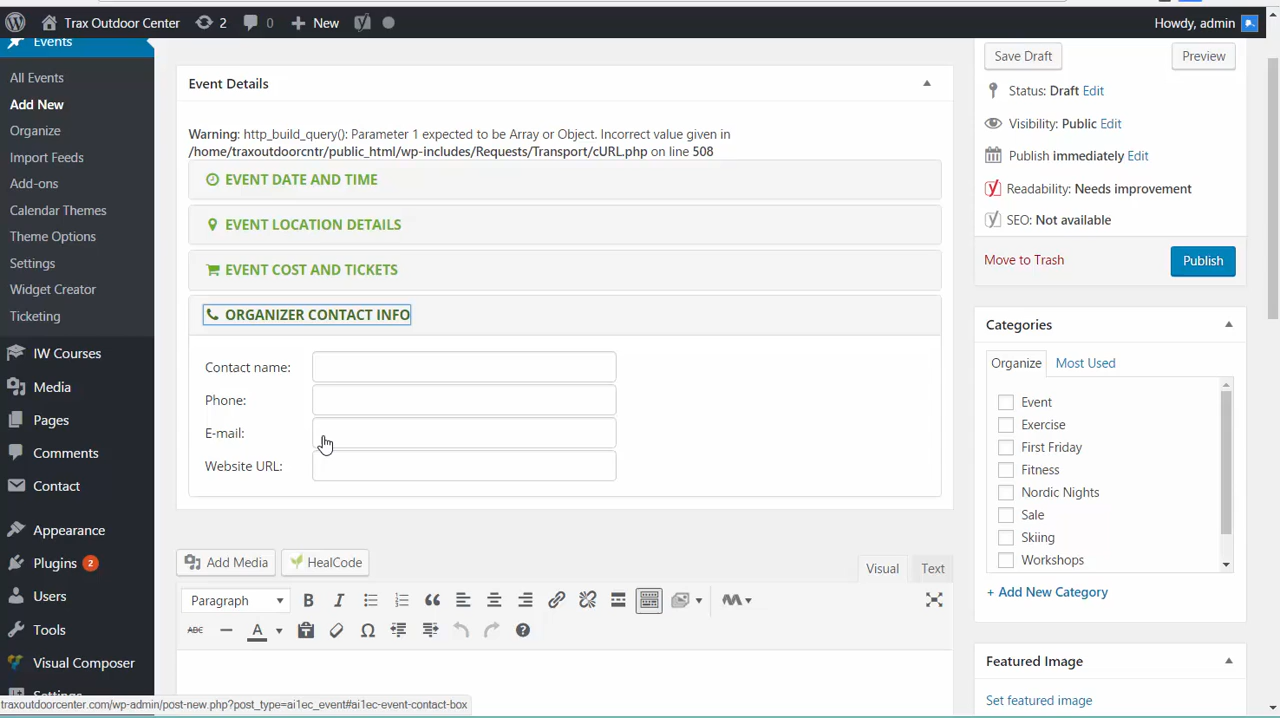 Trax Outdoor Center
2
0
New
Howdy, admin
Events
All Events
Add New
Organize
Import Feeds
Add-ons
Calendar Themes
Theme Options
Settings
Widget Creator
Ticketing
IW Courses
Media
Pages
Comments
Contact
Appearance
Plugins 2
Users
Tools
Visual Composer
Settings
Event Details
Warning: http_build_query(): Parameter 1 expected to be Array or Object. Incorrect value given in
/home/traxoutdoorcntr/public_html/wp-includes/Requests/Transport/cURL.php on line 508
EVENT DATE AND TIME
EVENT LOCATION DETAILS
EVENT COST AND TICKETS
ORGANIZER CONTACT INFO
Contact name:
Phone:
E-mail:
Website URL:
Add Media
HealCode
Visual
Text
Paragraph
B I
ABC
A
Save Draft
Preview
Status: Draft Edit
Visibility: Public Edit
Publish immediately Edit
Readability: Needs improvement
SEO: Not available
Move to Trash
Publish
Categories
Organize
Most Used
Event
Exercise
First Friday
Fitness
Nordic Nights
Sale
Skiing
Workshops
+ Add New Category
Featured Image
Set featured image
traxoutdoorcenter.com/wp-admin/post-new.php?post_type=ai1ec_event#ai1ec-event-contact-box